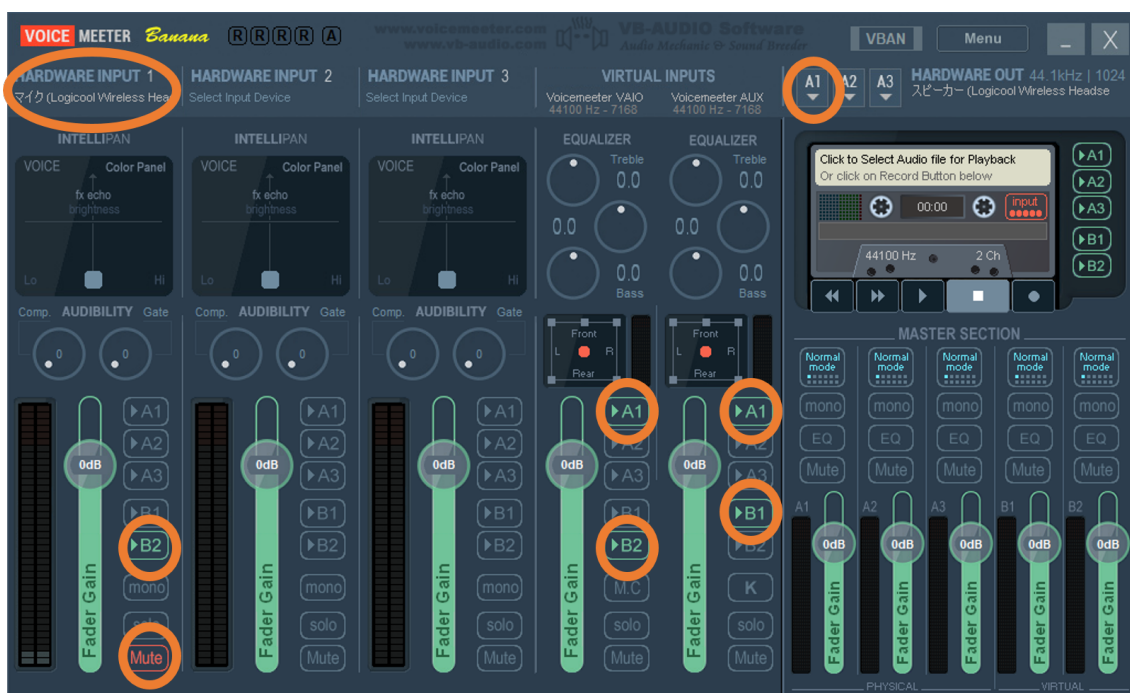 VOICE MEETER Banana R R R R A
www.voicemeeter.com
www.vb-audio.com
VB-AUDIO Software
Audio Mechanic & Sound Breeder
VBAN
Menu
_ X
HARDWARE INPUT 1
マイク (Logicool Wireless Head
HARDWARE INPUT 2
Select Input Device
HARDWARE INPUT 3
Select Input Device
VIRTUAL INPUTS
Voicemeeter VAIO
44100 Hz - 7168
Voicemeeter AUX
44100 Hz - 7168
A1 A2 A3
HARDWARE OUT 44.1kHz | 1024
スピーカー (Logicool Wireless Headse
INTELLIPAN
VOICE Color Panel
fx echo
brightness
Lo Hi
INTELLIPAN
VOICE Color Panel
fx echo
brightness
Lo Hi
INTELLIPAN
VOICE Color Panel
fx echo
brightness
Lo Hi
EQUALIZER
Treble
0.0
0.0
0.0
Bass
EQUALIZER
Treble
0.0
0.0
0.0
Bass
Click to Select Audio file for Playback
Or click on Record Button below
00:00
input
44100 Hz 2 Ch
A1
A2
A3
B1
B2
Comp. AUDIBILITY Gate
0 0
Comp. AUDIBILITY Gate
0 0
Comp. AUDIBILITY Gate
0 0
Front
L R
Rear
Front
L R
Rear
0dB
Fader Gain
A1
A2
A3
B1
B2
mono
solo
Mute
0dB
Fader Gain
A1
A2
A3
B1
B2
mono
solo
Mute
0dB
Fader Gain
A1
A2
A3
B1
B2
mono
solo
Mute
0dB
Fader Gain
A1
A2
A3
B1
B2
M.C
solo
Mute
0dB
Fader Gain
A1
A2
A3
B1
B2
K
solo
Mute
MASTER SECTION
Normal mode Normal mode Normal mode Normal mode Normal mode
mono mono mono mono mono
EQ EQ EQ EQ EQ
Mute Mute Mute Mute Mute
A1 A2 A3 B1 B2
0dB 0dB 0dB 0dB 0dB
Fader Gain Fader Gain Fader Gain Fader Gain Fader Gain
PHYSICAL VIRTUAL